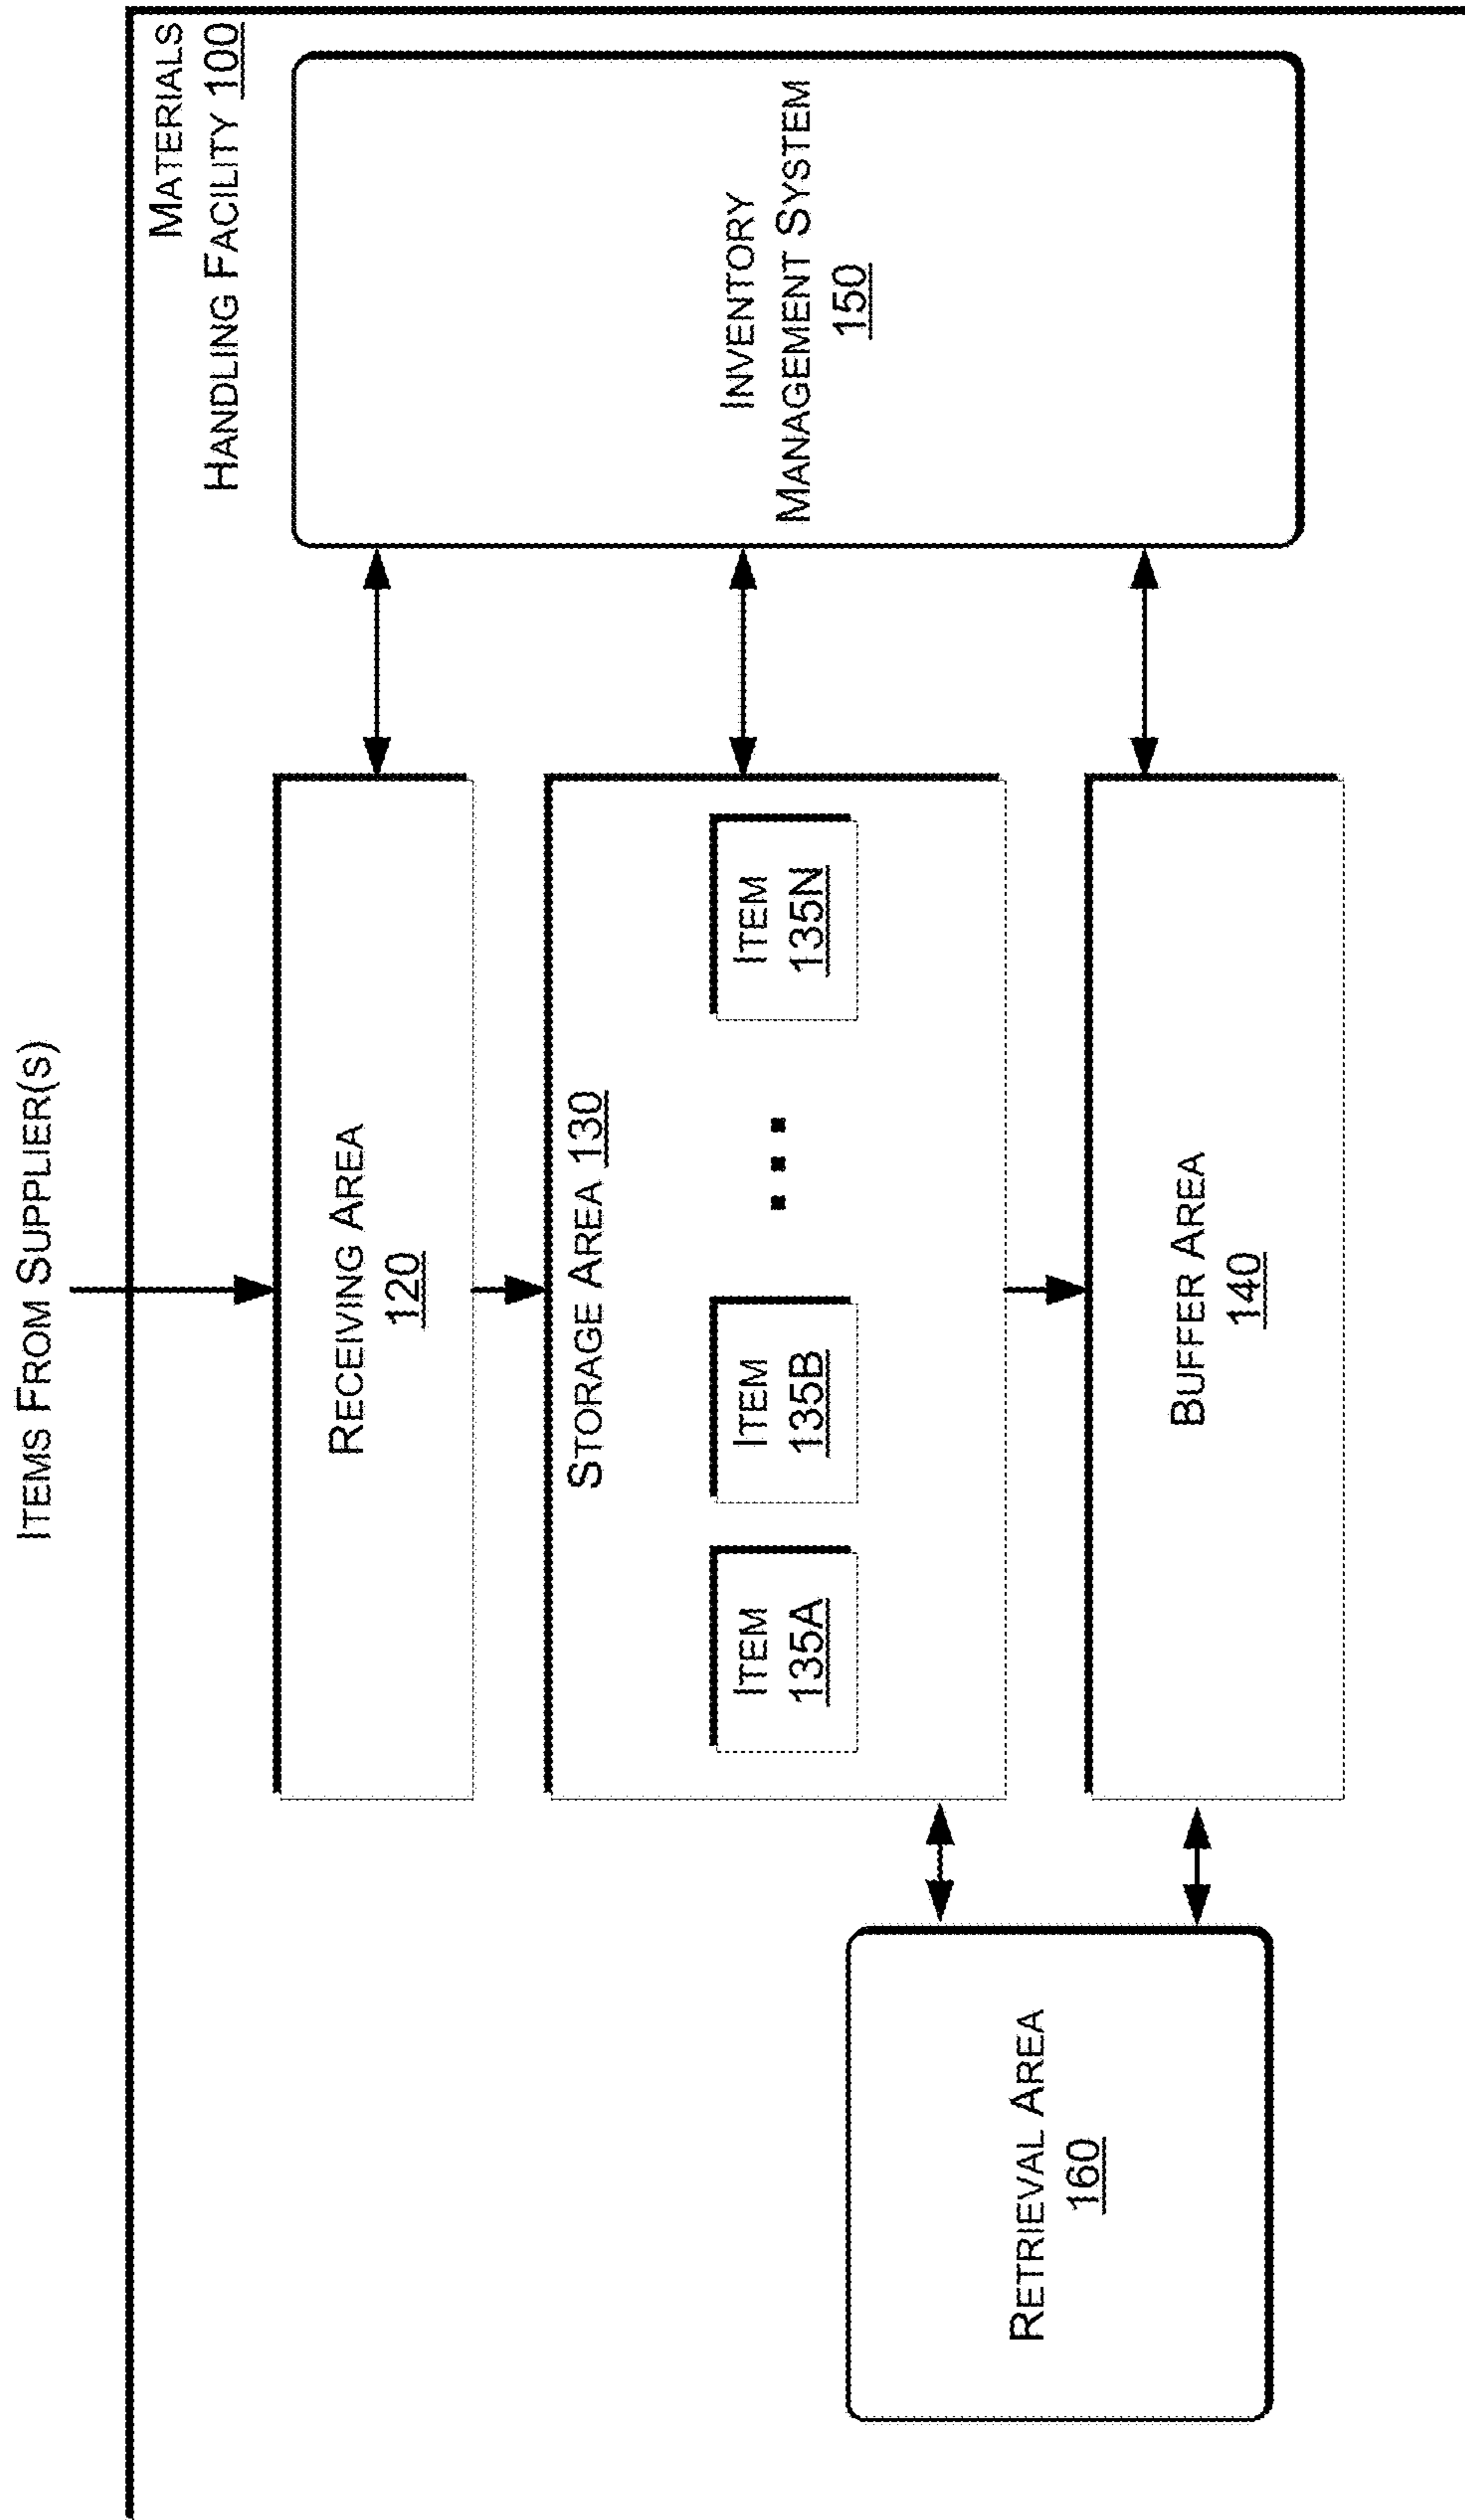 ITEMS FROM SUPPLIER(S)
MATERIALS
HANDLING FACILITY 100
RECEIVING AREA
120
STORAGE AREA 130
ITEM
135A
ITEM
135B
ITEM
135N
INVENTORY
MANAGEMENT SYSTEM
150
RETRIEVAL AREA
160
BUFFER AREA
140